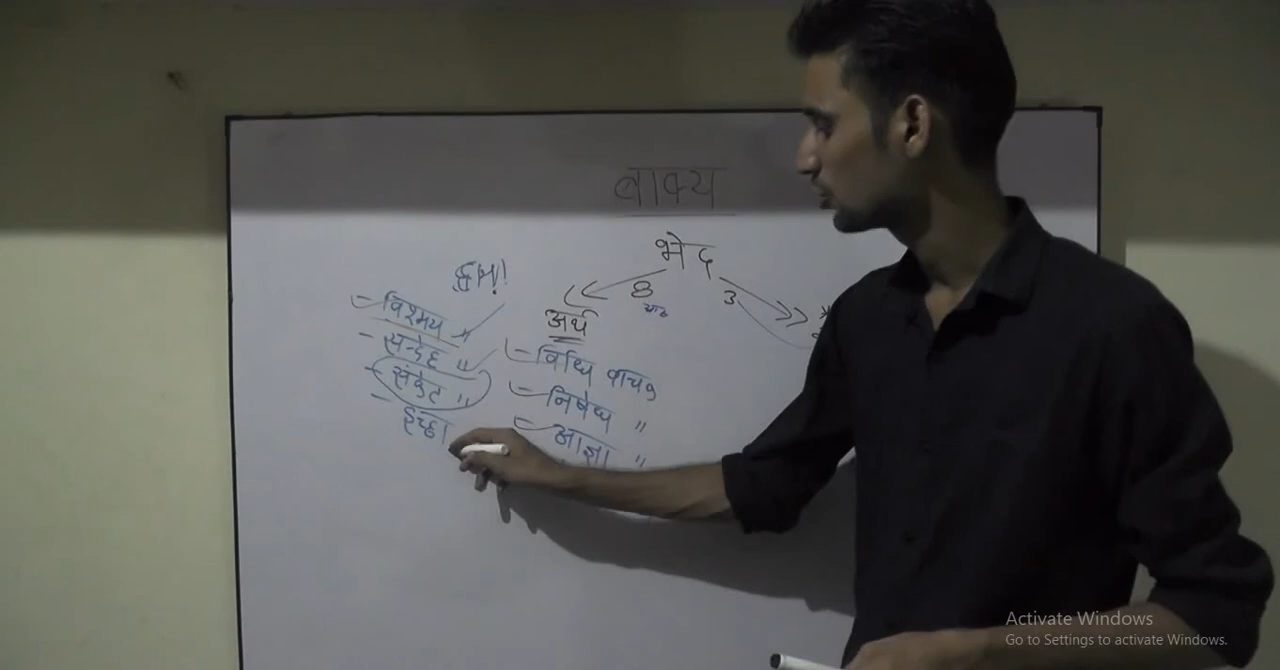 वाक्य
भेद
8
3
अर्थ
विधि वाचक
निषेध "
आज्ञा "
विश्मय "
सन्देह "
संकेत "
इच्छा
Activate Windows
Go to Settings to activate Windows.